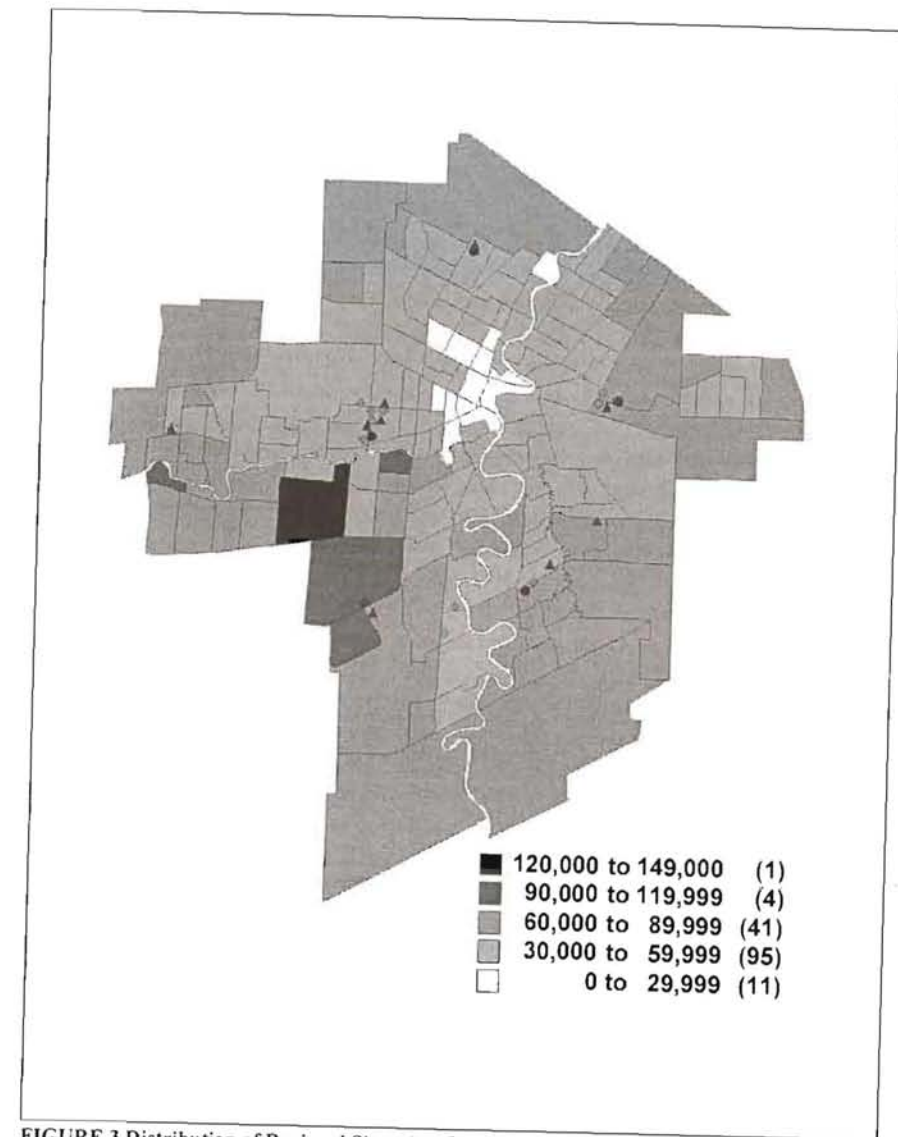 120,000 to 149,000 (1)
90,000 to 119,999 (4)
60,000 to 89,999 (41)
30,000 to 59,999 (95)
0 to 29,999 (11)
FIGURE 3 Distribution of